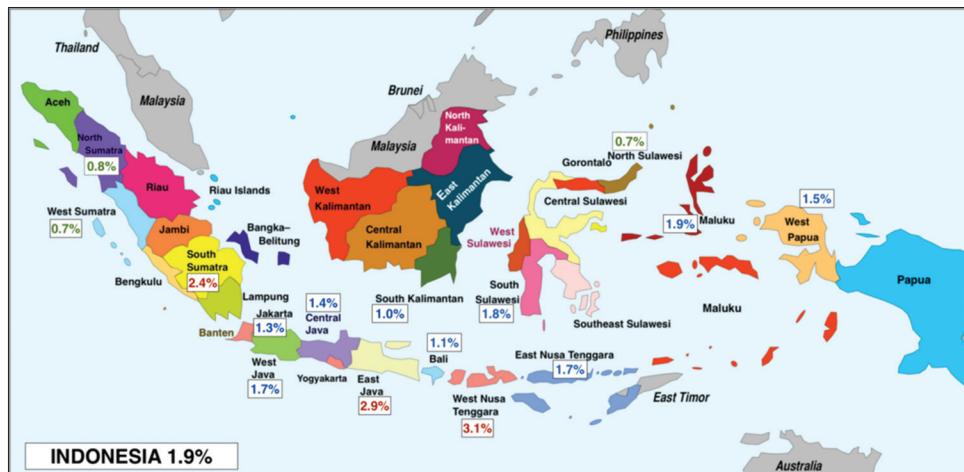 Thailand
Philippines
Aceh
Malaysia
Brunei
North
Sumatra
0.8%
North
Kali-
mantan
Malaysia
0.7%
North Sulawesi
Gorontalo
Riau
Riau Islands
West
Kalimantan
East
Kalimantan
Central Sulawesi
1.5%
West Sumatra
0.7%
Jambi
Bangka–
Belitung
Central
Kalimantan
West
Sulawesi
1.9%
Maluku
West
Papua
South
Sumatra
2.4%
Bengkulu
Papua
Lampung
1.4%
South Kalimantan
1.0%
South
Sulawesi
1.8%
Southeast Sulawesi
Maluku
Jakarta
1.3%
Central
Java
Banten
1.1%
Bali
West
Java
1.7%
Yogyakarta
East
Java
2.9%
East Nusa Tenggara
1.7%
West Nusa
Tenggara
3.1%
East Timor
INDONESIA 1.9%
Australia